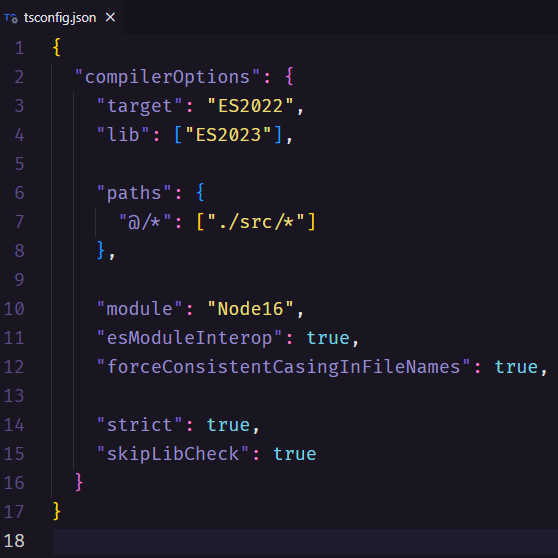 tsconfig.json
1 {
2   "compilerOptions": {
3     "target": "ES2022",
4     "lib": ["ES2023"],
5
6     "paths": {
7       "@/*": ["./src/*"]
8     },
9
10     "module": "Node16",
11     "esModuleInterop": true,
12     "forceConsistentCasingInFileNames": true,
13
14     "strict": true,
15     "skipLibCheck": true
16   }
17 }
18